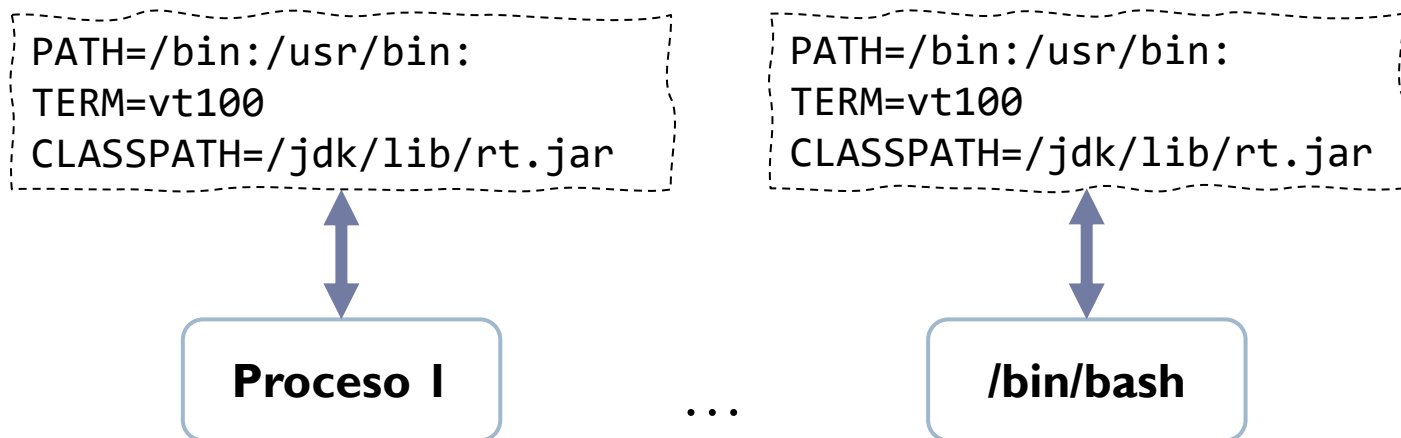 PATH=/bin:/usr/bin:
TERM=vt100
CLASSPATH=/jdk/lib/rt.jar
PATH=/bin:/usr/bin:
TERM=vt100
CLASSPATH=/jdk/lib/rt.jar
Proceso 1
...
/bin/bash